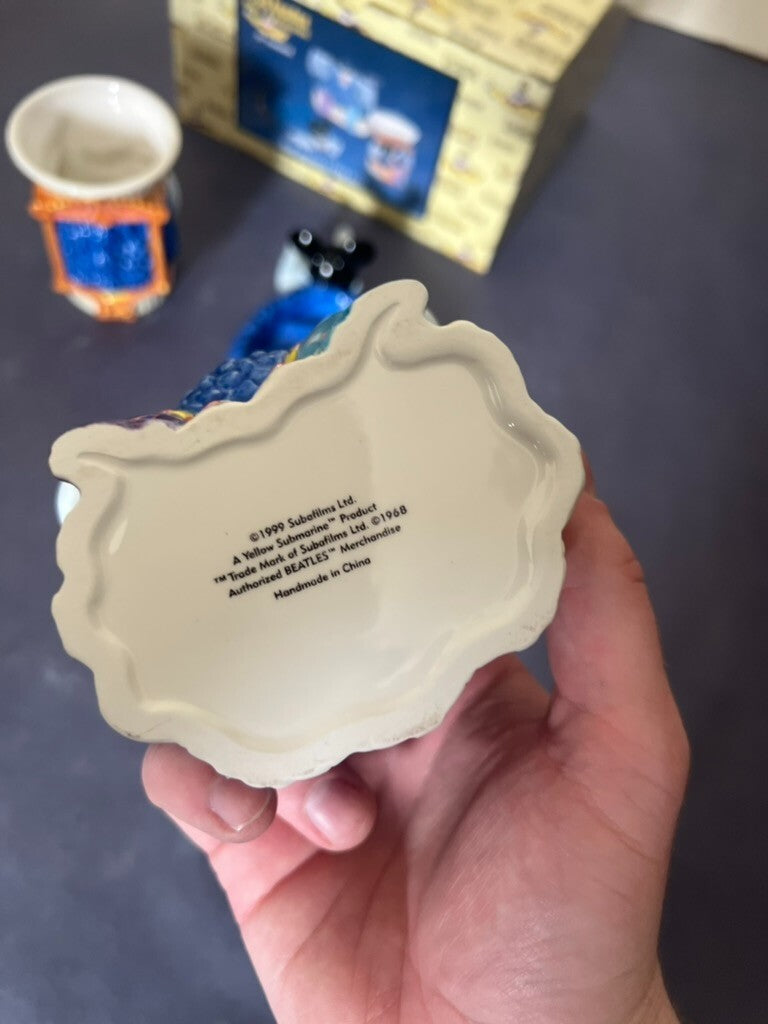 ©1999 Subafilms Ltd.
A Yellow Submarine™ Product
™Trade Mark of Subafilms Ltd. ©1968
Authorized BEATLES™ Merchandise
Handmade in China